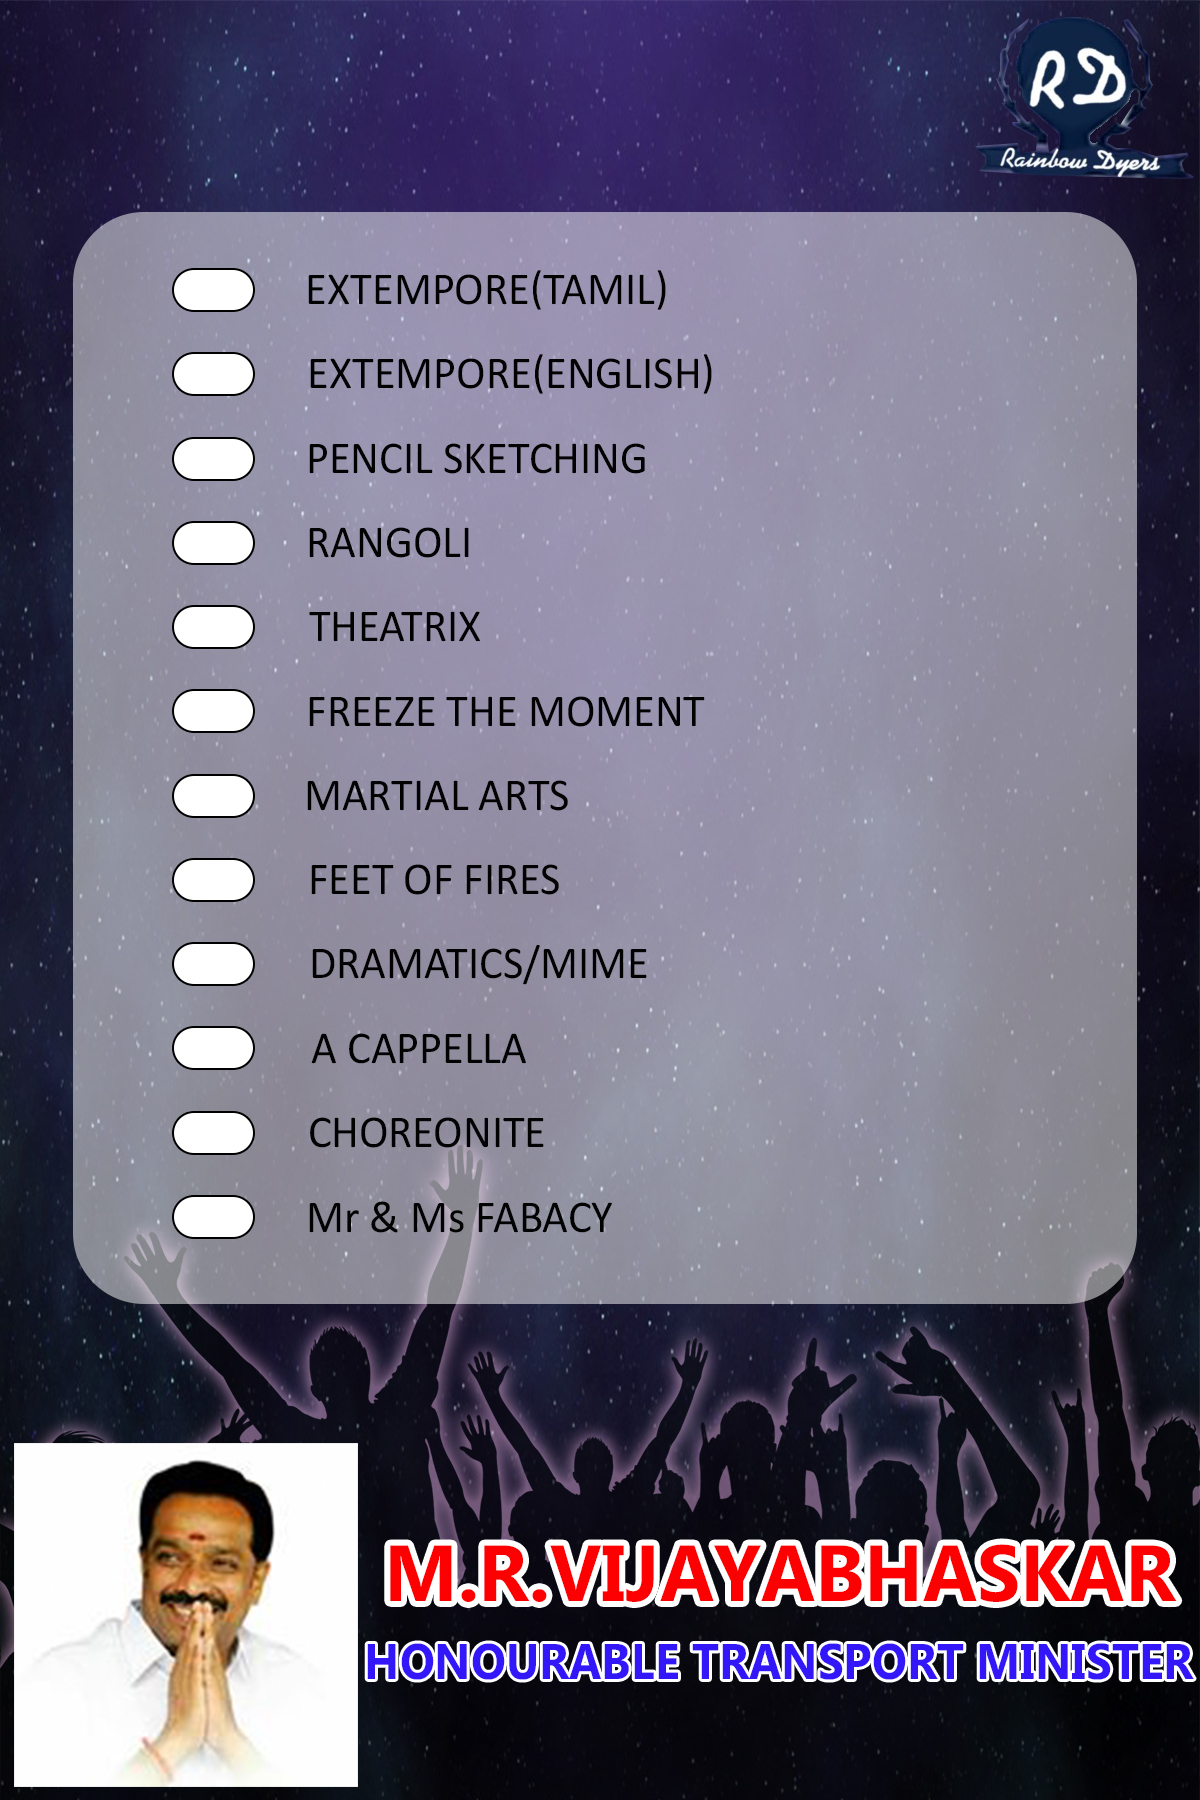 RD
Rainbow Dyers
EXTEMPORE(TAMIL)
EXTEMPORE(ENGLISH)
PENCIL SKETCHING
RANGOLI
THEATRIX
FREEZE THE MOMENT
MARTIAL ARTS
FEET OF FIRES
DRAMATICS/MIME
A CAPPELLA
CHOREONITE
Mr & Ms FABACY
M.R.VIJAYABHASKAR
HONOURABLE TRANSPORT MINISTER